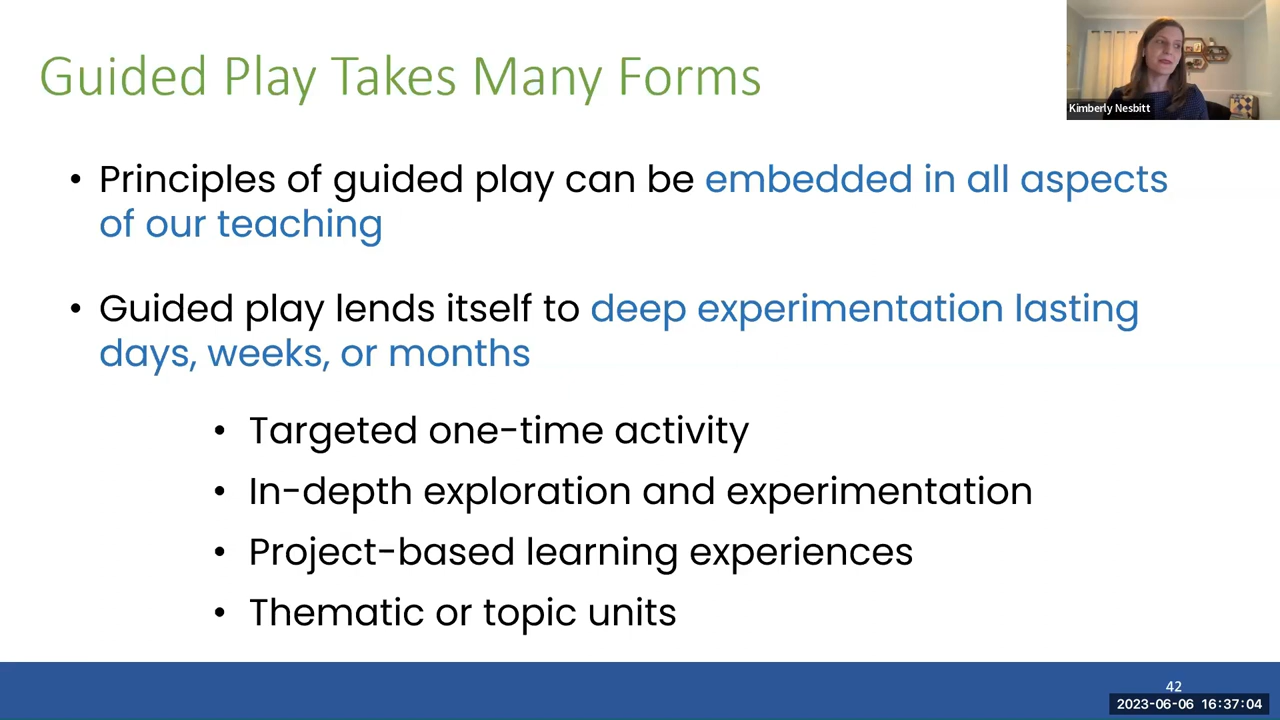 Guided Play Takes Many Forms
Kimberly Nesbitt
• Principles of guided play can be embedded in all aspects
of our teaching
• Guided play lends itself to deep experimentation lasting
days, weeks, or months
• Targeted one-time activity
• In-depth exploration and experimentation
• Project-based learning experiences
• Thematic or topic units
42
2023-06-06 16:37:04